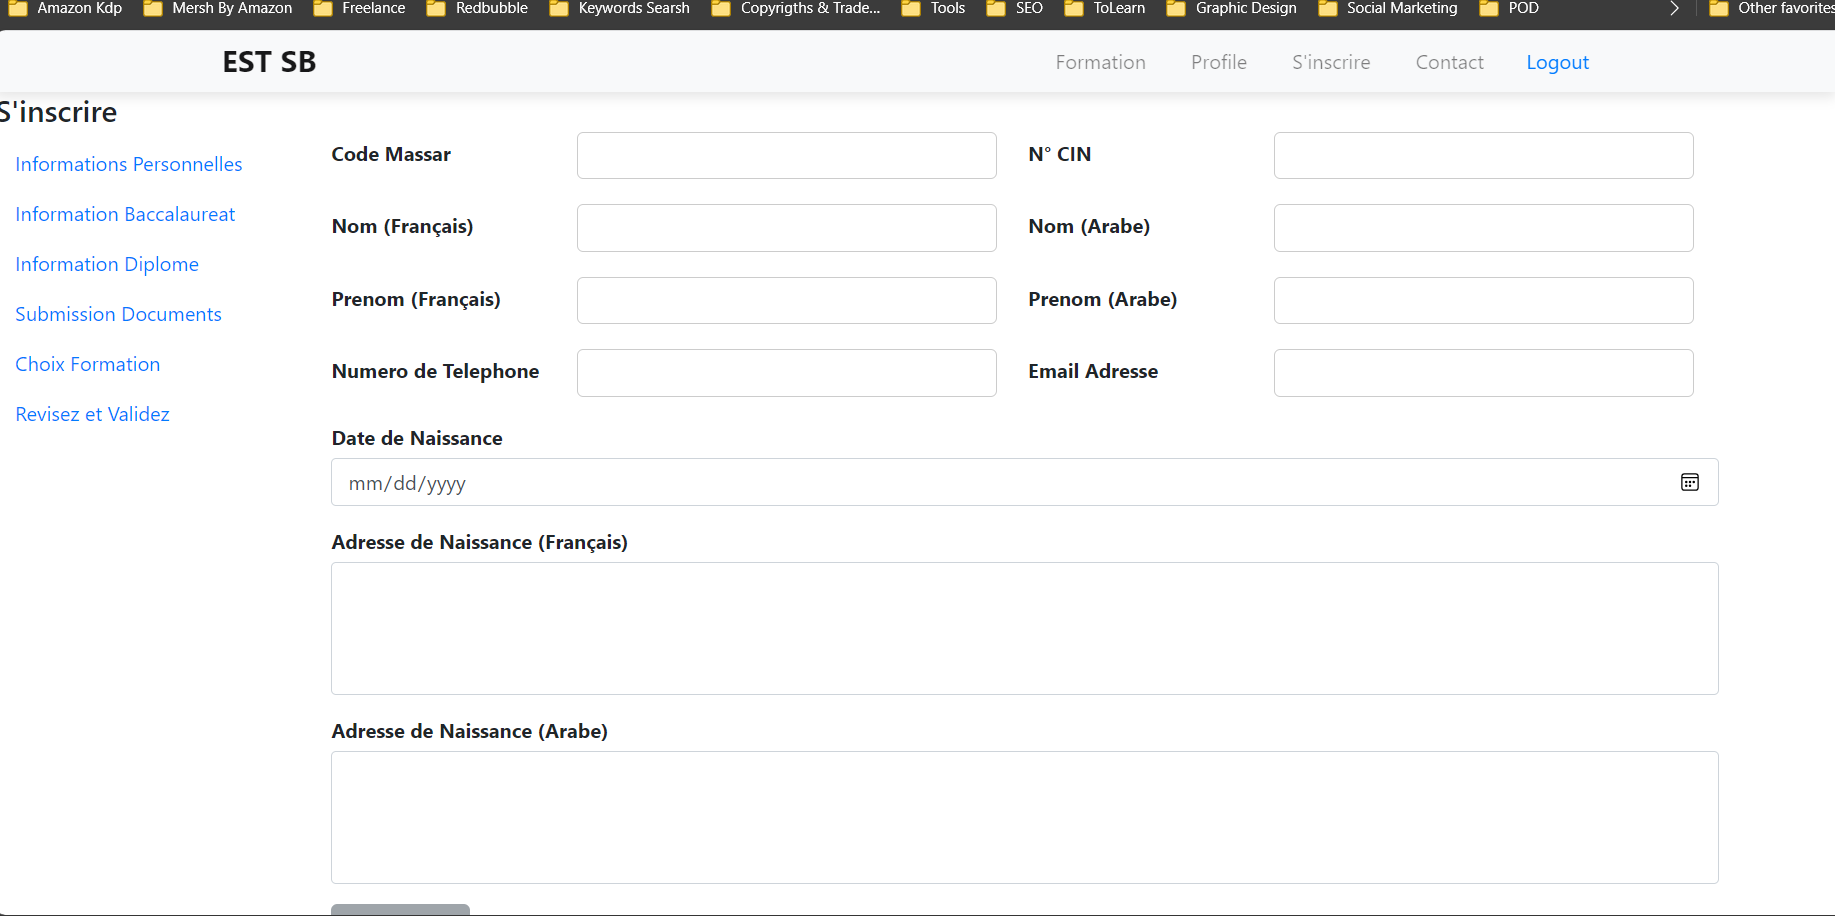 Amazon Kdp Mersh By Amazon Freelance Redbubble Keywords Searsh Copyrigths & Trade... Tools SEO ToLearn Graphic Design Social Marketing POD Other favorites
EST SB Formation Profile S'inscrire Contact Logout
S'inscrire
Informations Personnelles
Information Baccalaureat
Information Diplome
Submission Documents
Choix Formation
Revisez et Validez
Code Massar N° CIN
Nom (Français) Nom (Arabe)
Prenom (Français) Prenom (Arabe)
Numero de Telephone Email Adresse
Date de Naissance
mm/dd/yyyy
Adresse de Naissance (Français)
Adresse de Naissance (Arabe)